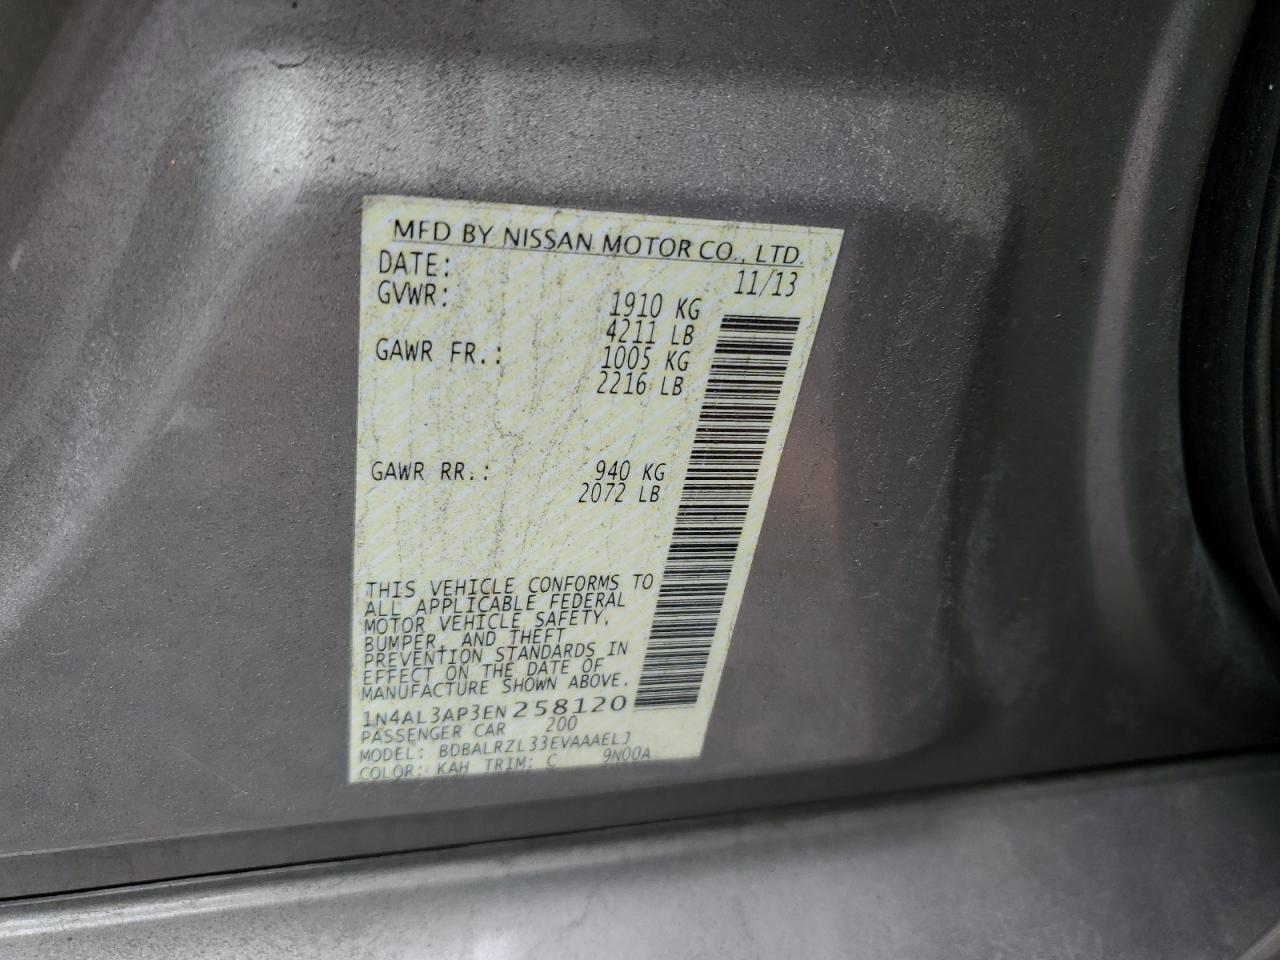 MFD BY NISSAN MOTOR CO., LTD.
DATE: 11/13
GVWR: 1910 KG
4211 LB
GAWR FR.: 1005 KG
2216 LB
GAWR RR.: 940 KG
2072 LB
THIS VEHICLE CONFORMS TO
ALL APPLICABLE FEDERAL
MOTOR VEHICLE SAFETY,
BUMPER, AND THEFT
PREVENTION STANDARDS IN
EFFECT ON THE DATE OF
MANUFACTURE SHOWN ABOVE.
1N4AL3AP3EN258120
PASSENGER CAR 200
MODEL: BDBALRZL33EVAAAELJ
COLOR: KAH TRIM: C 9N00A